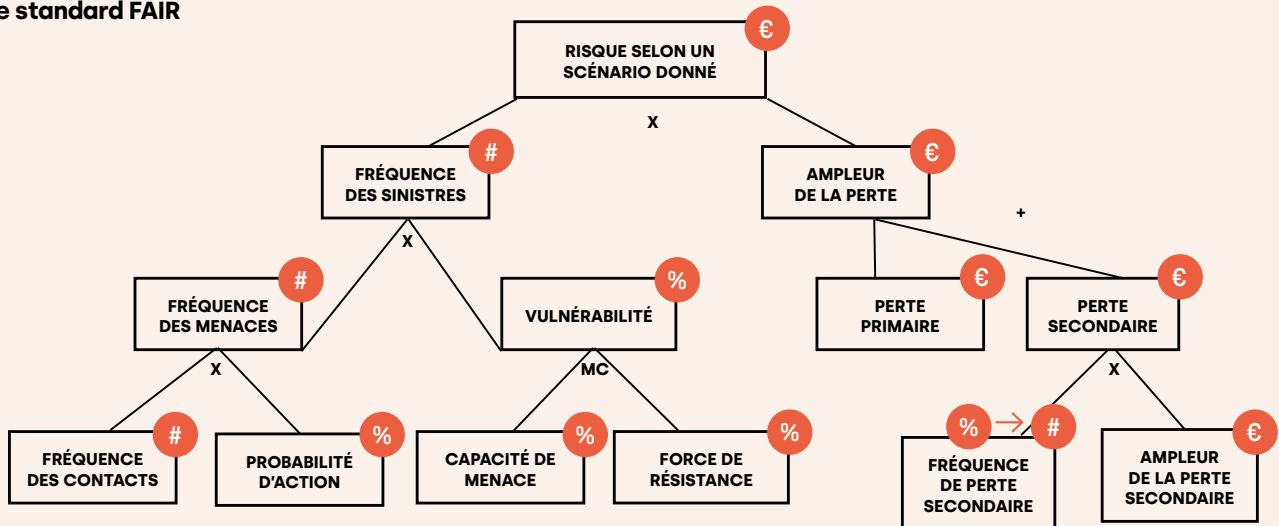 e standard FAIR
€
RISQUE SELON UN
SCÉNARIO DONNÉ
X
#
FRÉQUENCE
DES SINISTRES
€
AMPLEUR
DE LA PERTE
X
+
#
FRÉQUENCE
DES MENACES
%
VULNÉRABILITÉ
€
PERTE
PRIMAIRE
€
PERTE
SECONDAIRE
X
MC
X
#
FRÉQUENCE
DES CONTACTS
%
PROBABILITÉ
D'ACTION
%
CAPACITÉ DE
MENACE
%
FORCE DE
RÉSISTANCE
% → #
FRÉQUENCE
DE PERTE
SECONDAIRE
€
AMPLEUR
DE LA PERTE
SECONDAIRE